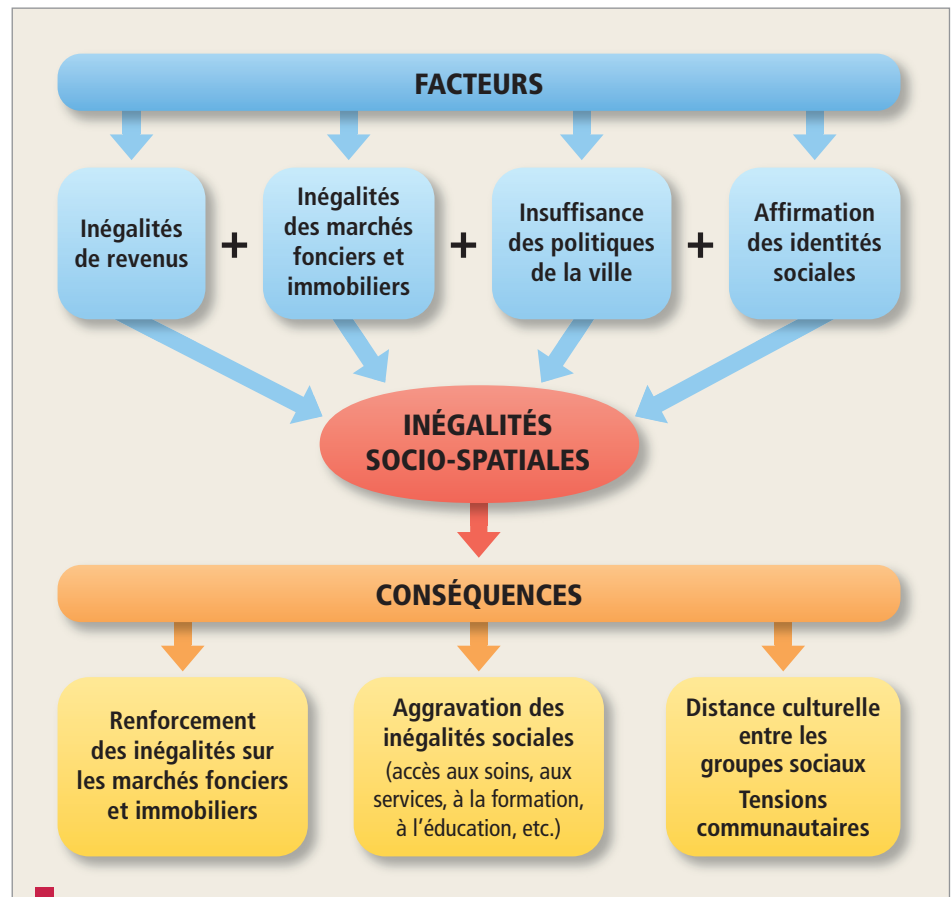 FACTEURS
Inégalités
de revenus
+
Inégalités
des marchés
fonciers et
immobiliers
+
Insuffisance
des politiques
de la ville
+
Affirmation
des identités
sociales
INÉGALITÉS
SOCIO-SPATIALES
CONSÉQUENCES
Renforcement
des inégalités sur
les marchés fonciers
et immobiliers
Aggravation des
inégalités sociales
(accès aux soins, aux
services, à la formation,
à l'éducation, etc.)
Distance culturelle
entre les
groupes sociaux
Tensions
communautaires